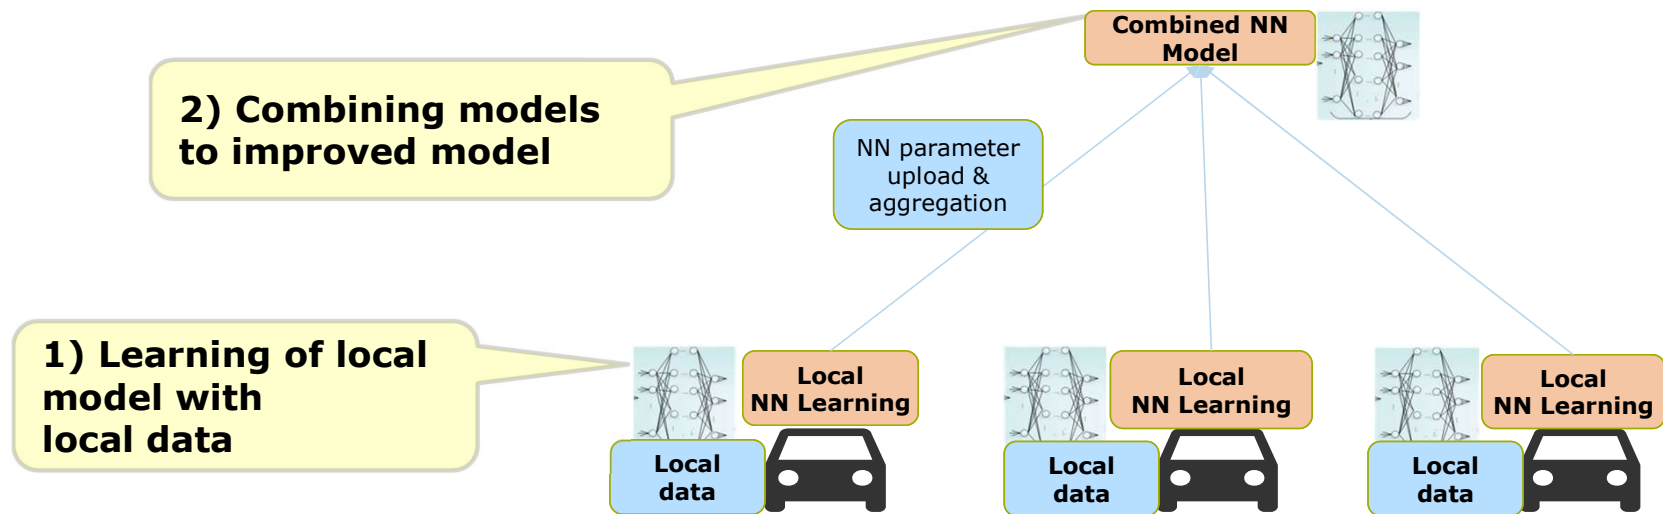 Combined NN
Model
2) Combining models
to improved model
NN parameter
upload &
aggregation
1) Learning of local
model with
local data
Local
NN Learning
Local
data
Local
NN Learning
Local
data
Local
NN Learning
Local
data